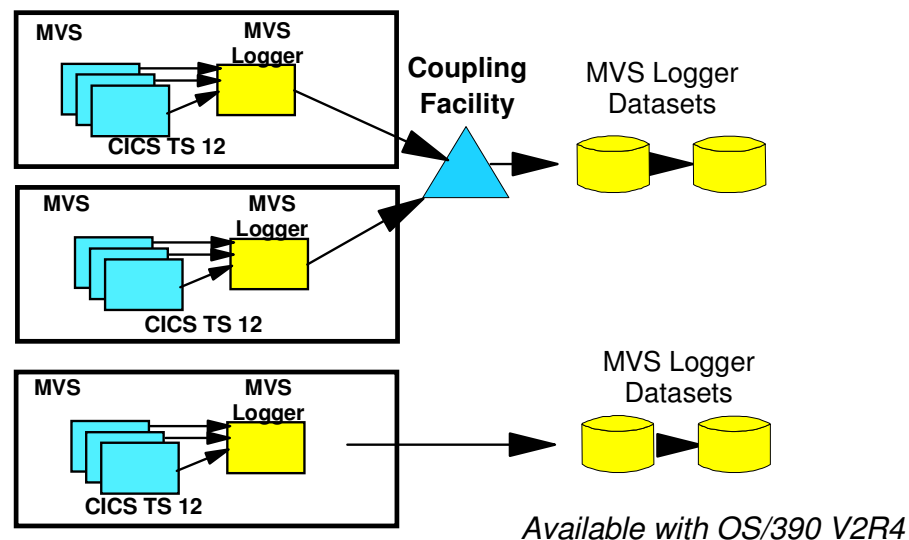 MVS
MVS
Logger
CICS TS 12
Coupling
Facility
MVS Logger
Datasets
MVS
MVS
Logger
CICS TS 12
MVS
MVS
Logger
CICS TS 12
MVS Logger
Datasets
Available with OS/390 V2R4